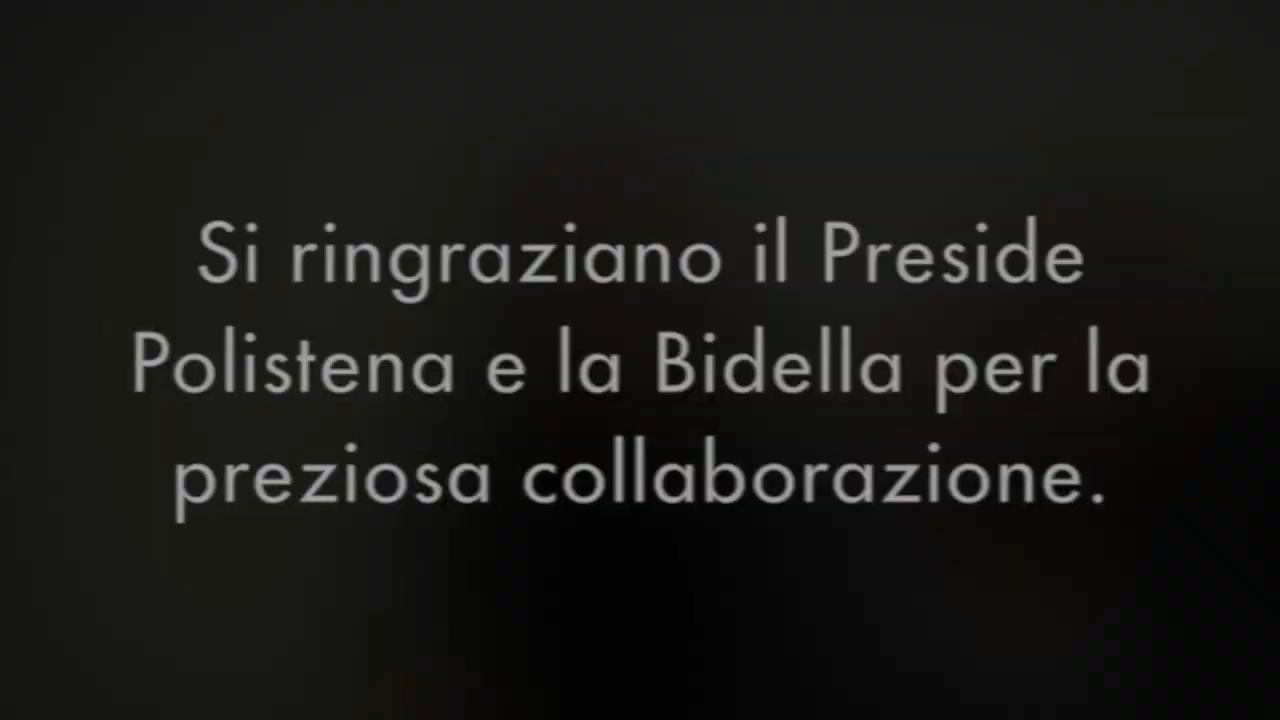 Si ringraziano il Preside
Polistena e la Bidella per la
preziosa collaborazione.